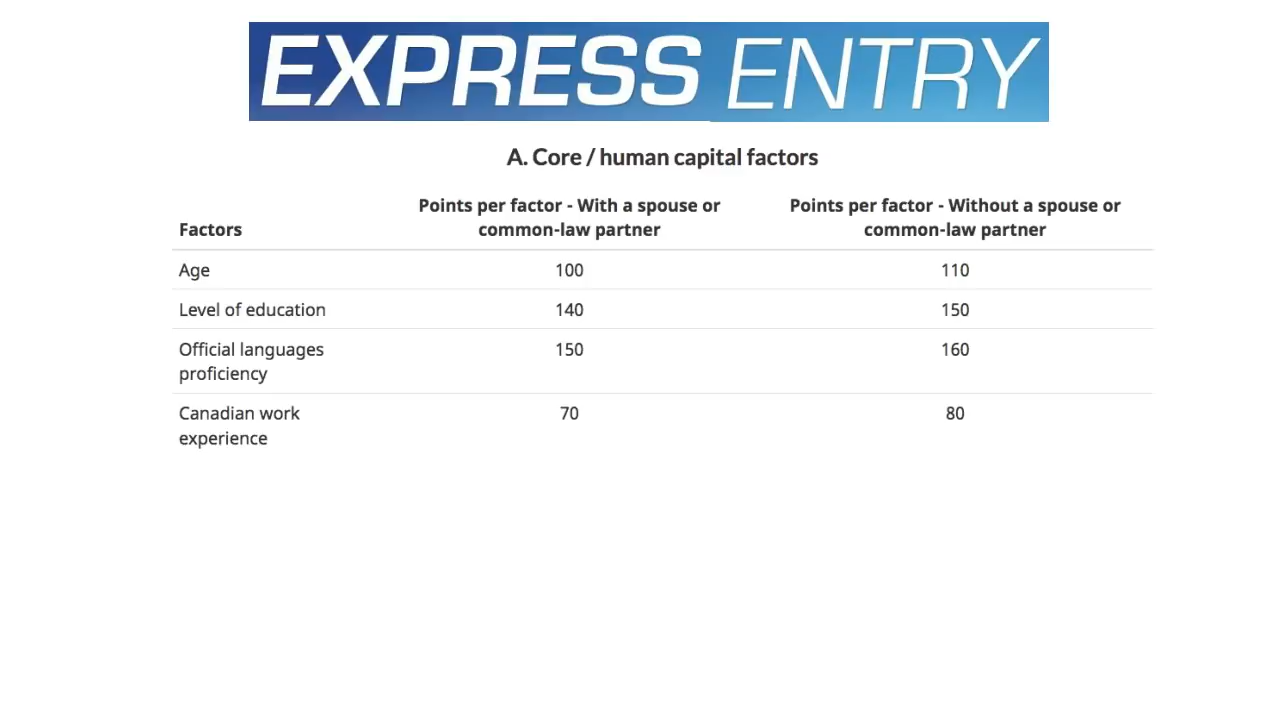 EXPRESS ENTRY
A. Core / human capital factors
Factors
Points per factor - With a spouse or
common-law partner
Points per factor - Without a spouse or
common-law partner
Age 100 110
Level of education 140 150
Official languages
proficiency
150 160
Canadian work
experience
70 80